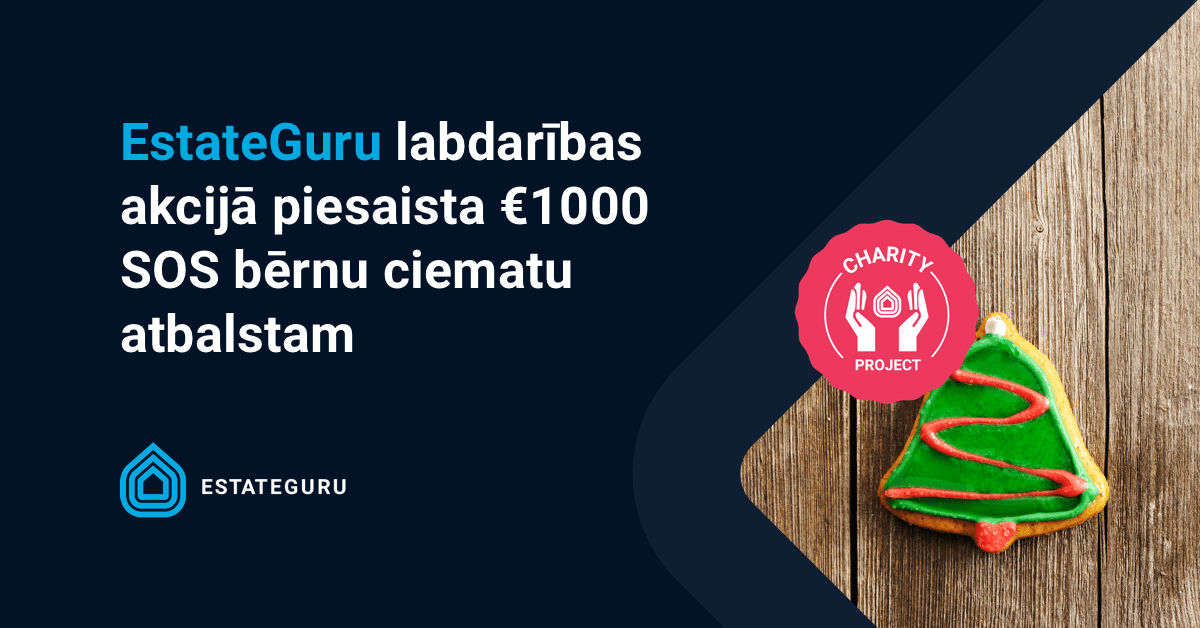 EstateGuru labdarības
akcijā piesaista €1000
SOS bērnu ciematu
atbalstam
CHARITY
PROJECT
ESTATEGURU